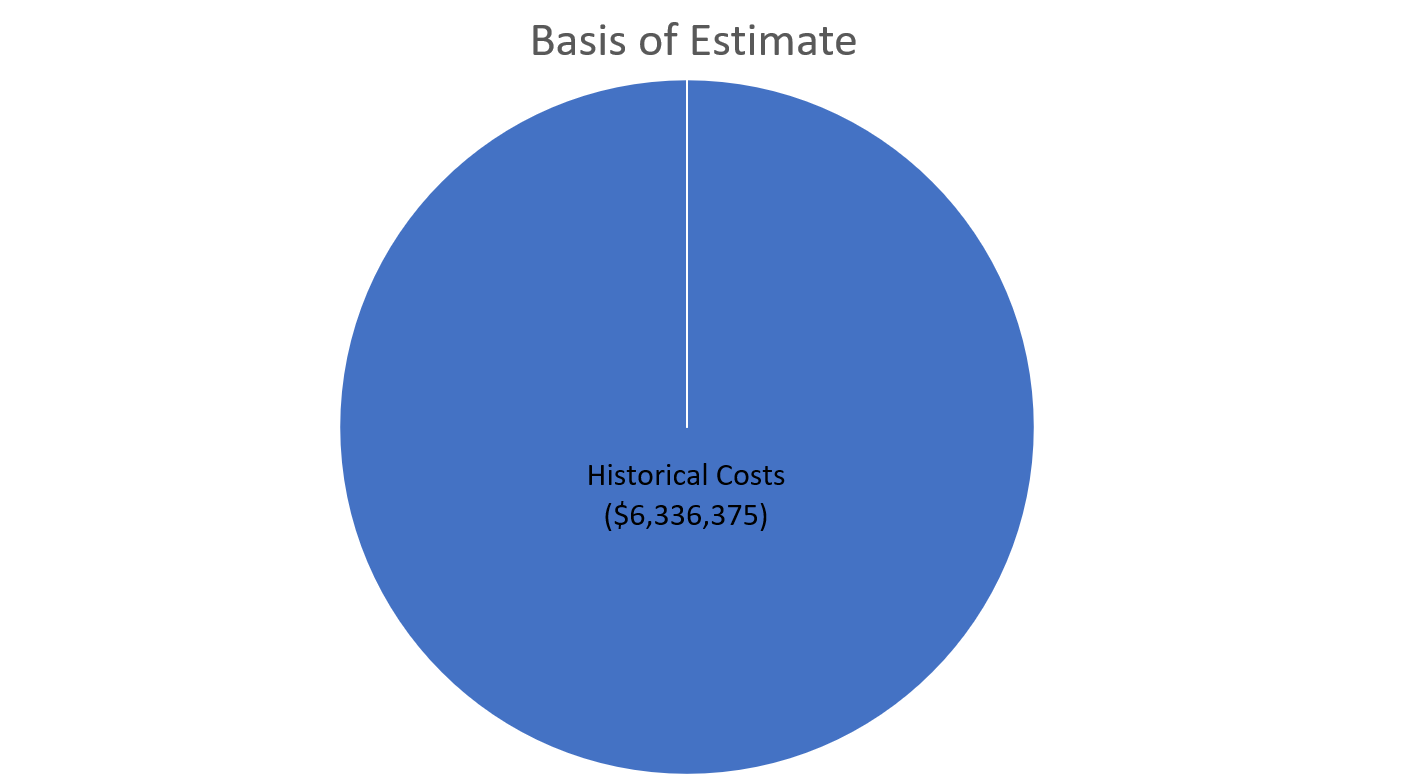 Basis of Estimate
Historical Costs
($6,336,375)